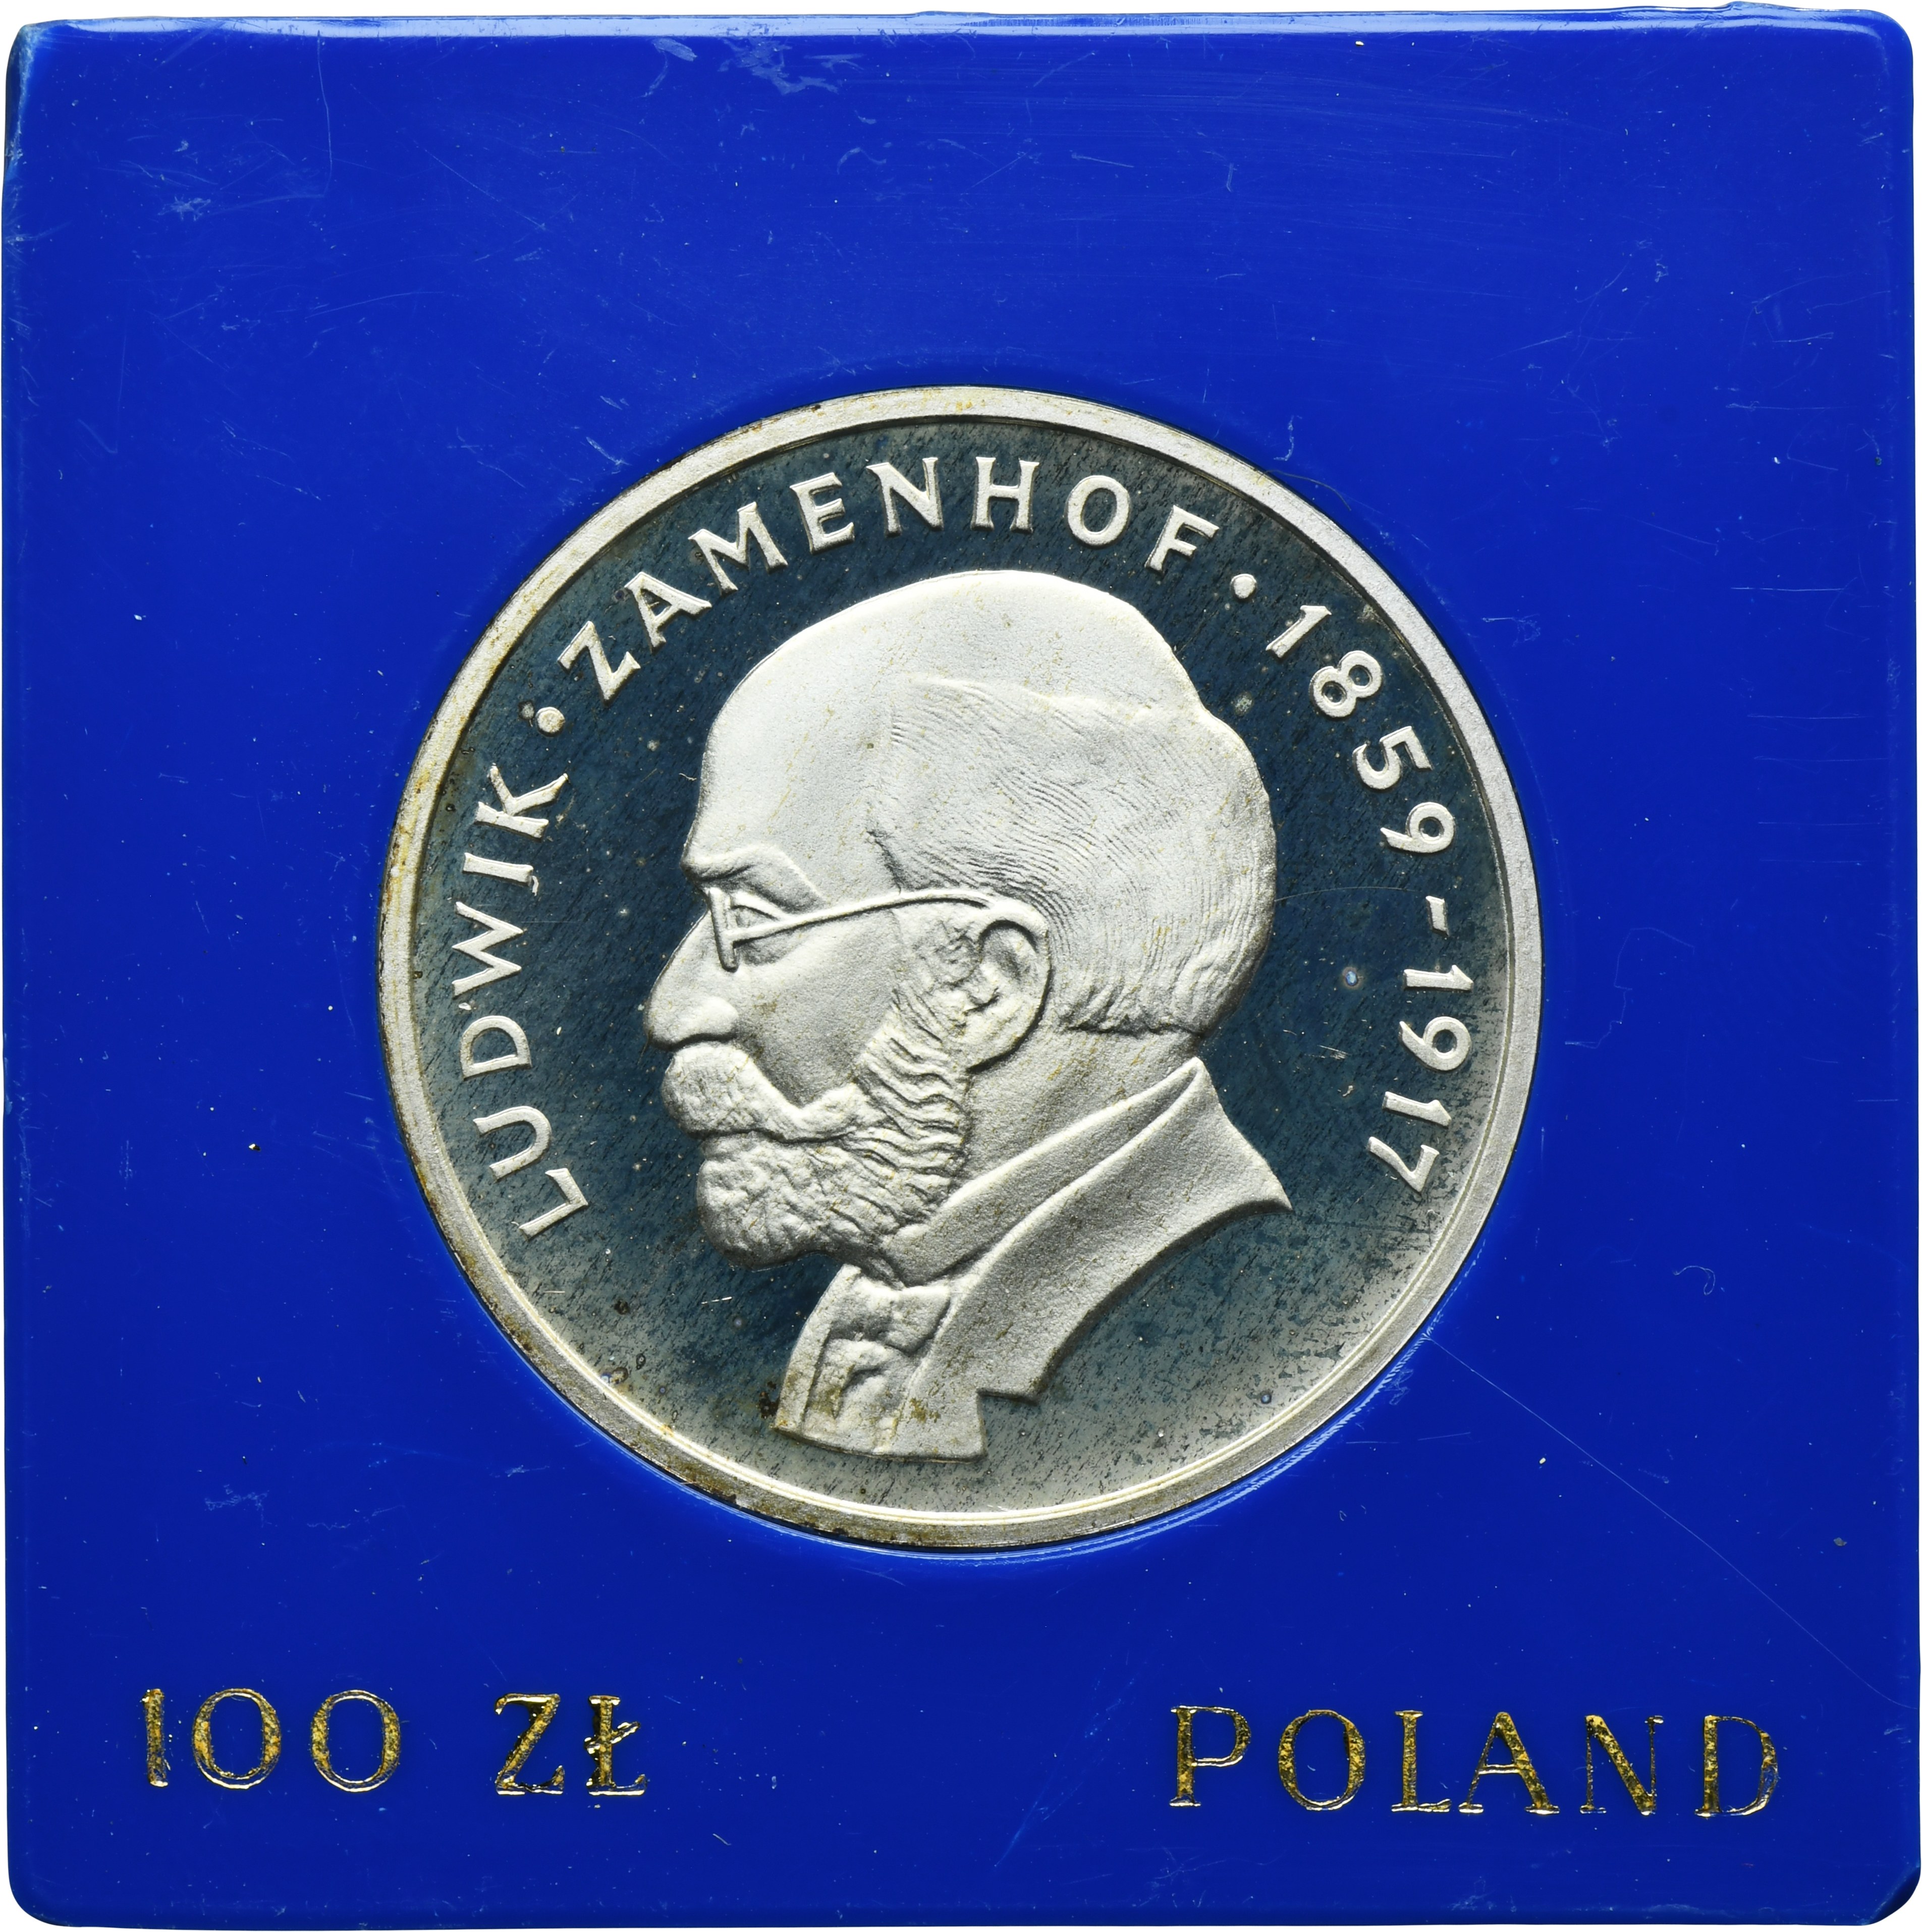 LUDWIK · ZAMENHOF · 1859-1917
100 ZŁ POLAND